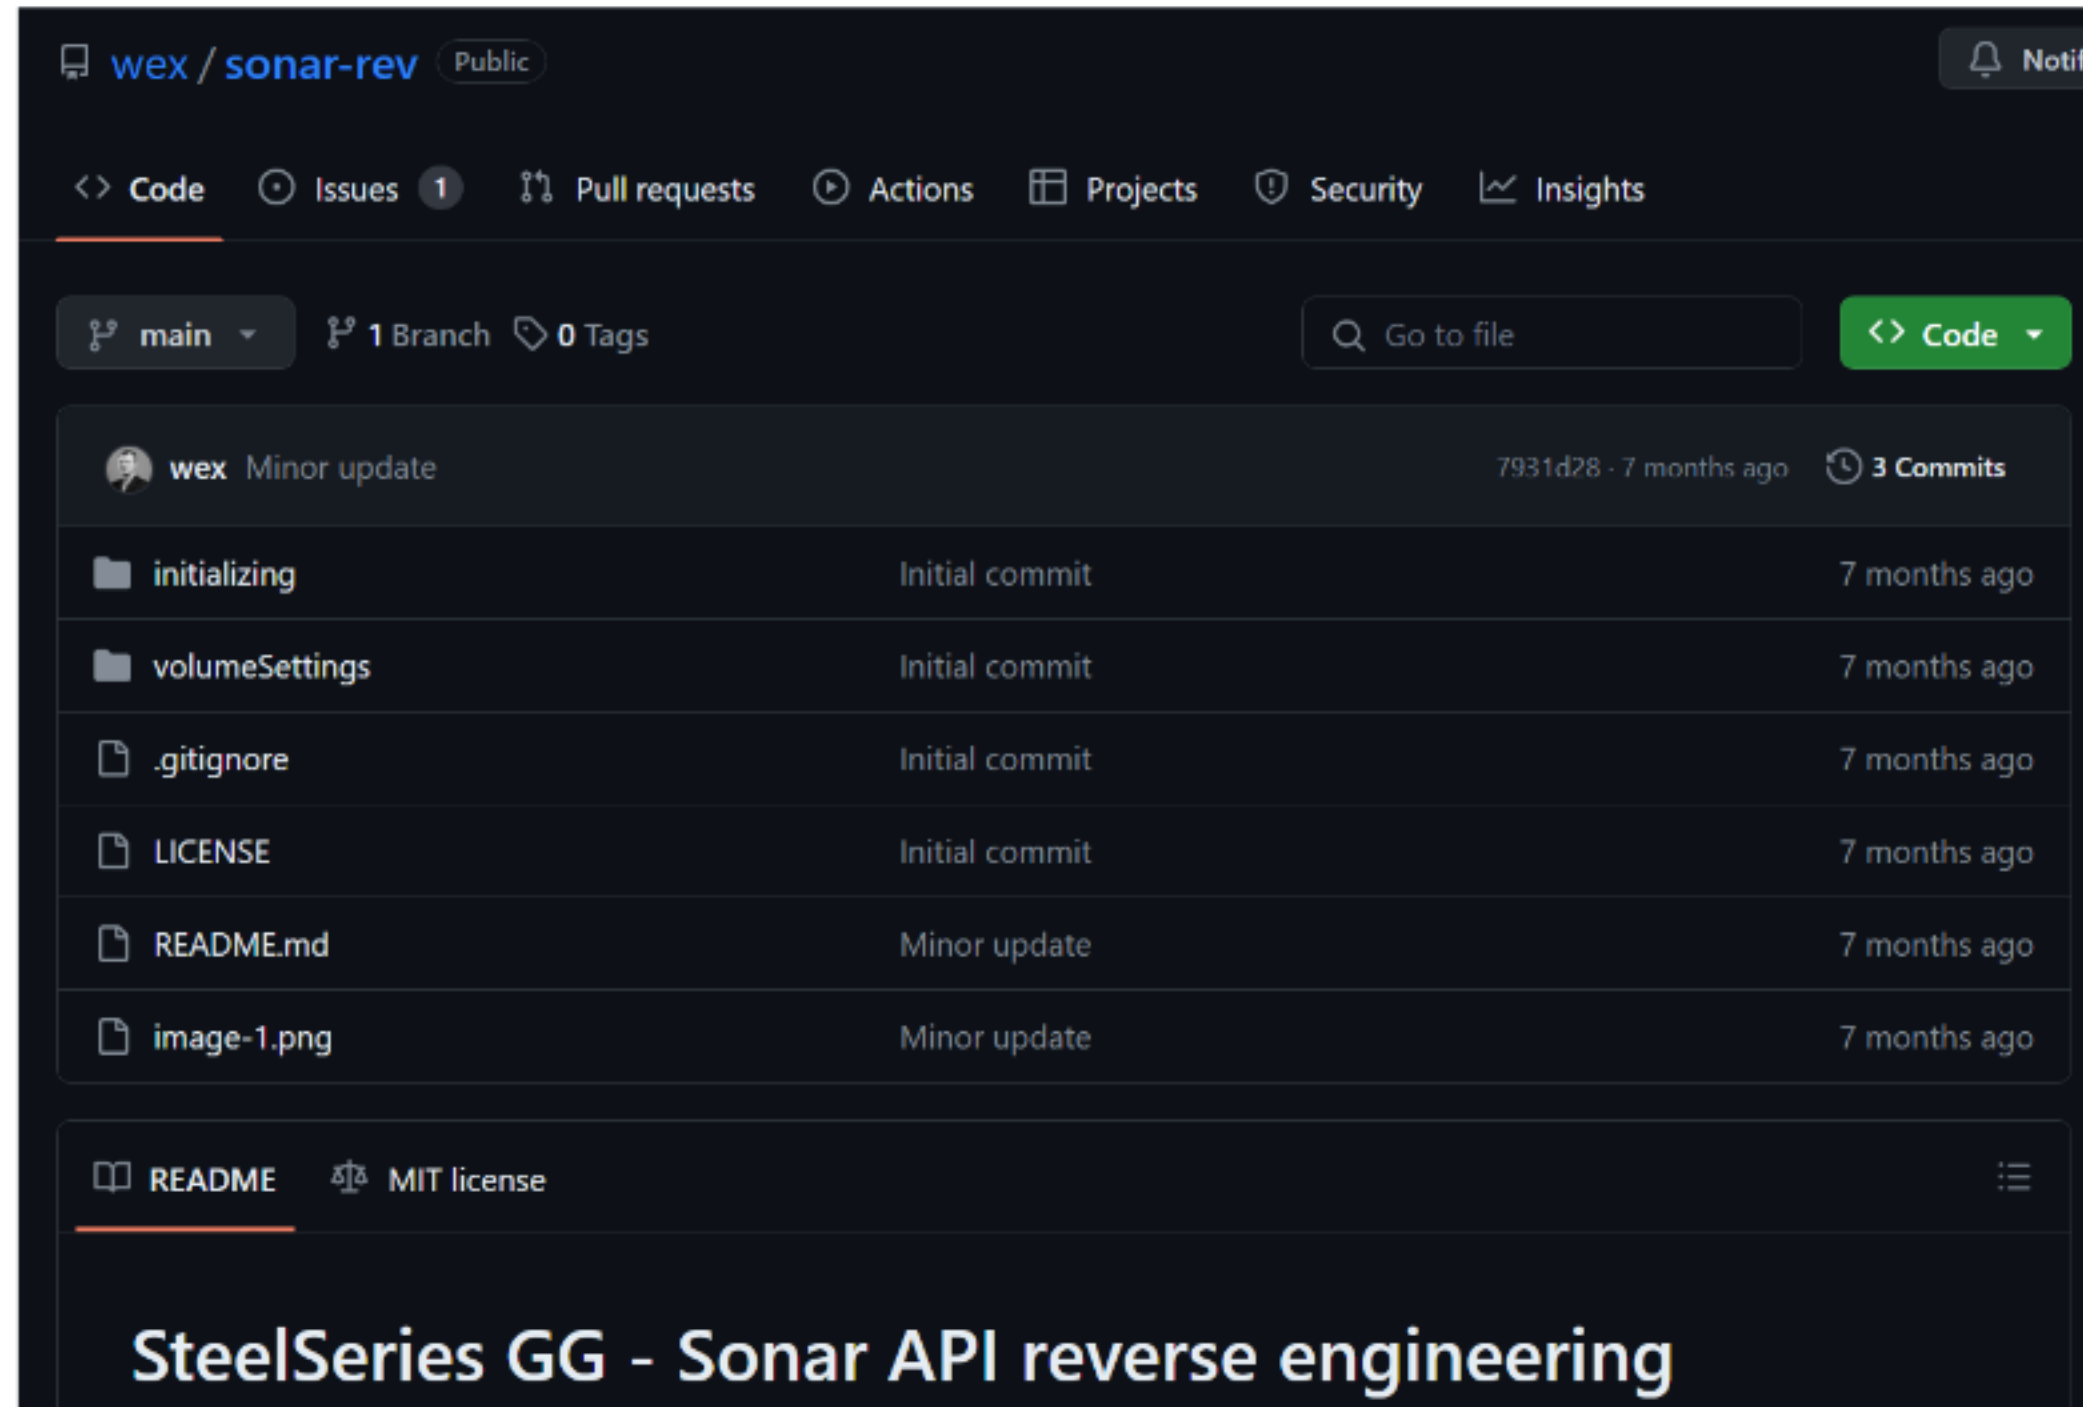 wex / sonar-rev Public
Code Issues 1 Pull requests Actions Projects Security Insights
main 1 Branch 0 Tags Go to file Code
wex Minor update 7931d28 · 7 months ago 3 Commits
initializing Initial commit 7 months ago
volumeSettings Initial commit 7 months ago
.gitignore Initial commit 7 months ago
LICENSE Initial commit 7 months ago
README.md Minor update 7 months ago
image-1.png Minor update 7 months ago
README MIT license
SteelSeries GG - Sonar API reverse engineering